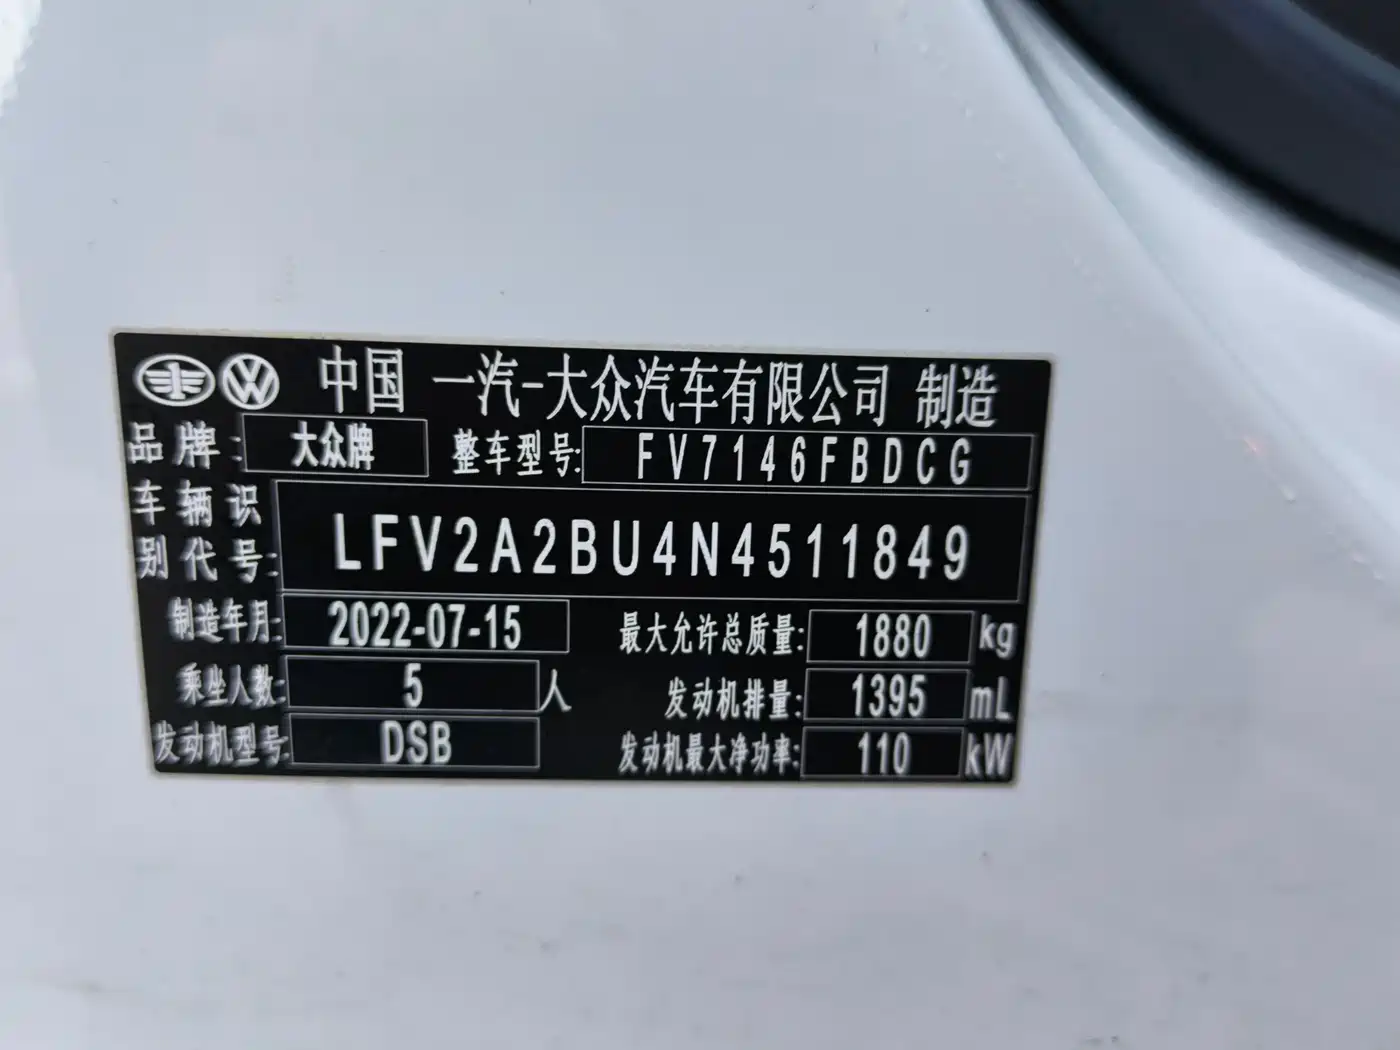 中国 一汽-大众汽车有限公司 制造
品牌: 大众牌 整车型号: FV7146FBDCG
车辆识别代号: LFV2A2BU4N4511849
制造年月: 2022-07-15 最大允许总质量: 1880 kg
乘坐人数: 5 人 发动机排量: 1395 mL
发动机型号: DSB 发动机最大净功率: 110 kW